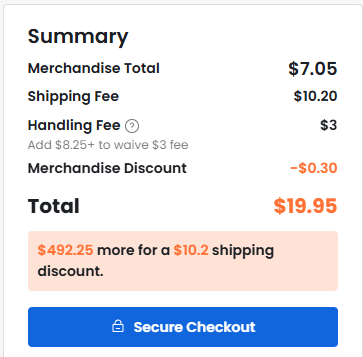 Summary
Merchandise Total $7.05
Shipping Fee $10.20
Handling Fee ? $3
Add $8.25+ to waive $3 fee
Merchandise Discount -$0.30
Total $19.95
$492.25 more for a $10.2 shipping
discount.
Secure Checkout